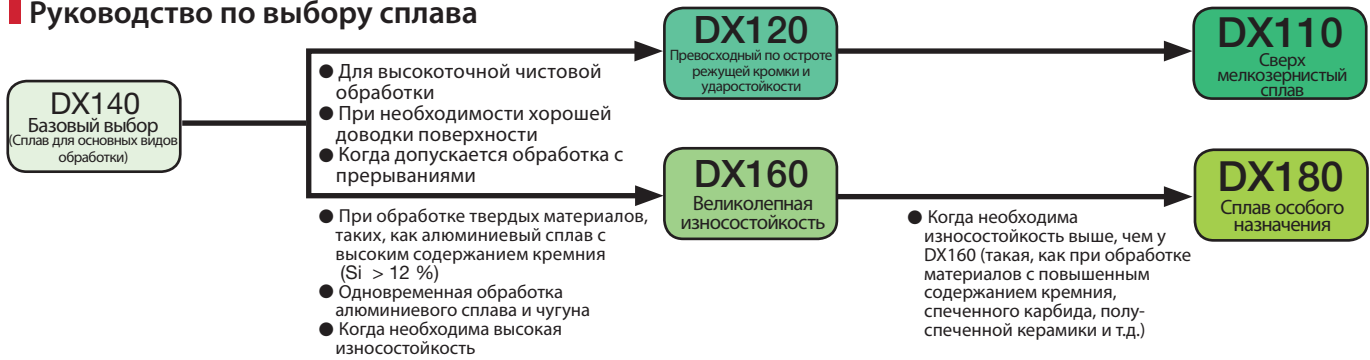 Руководство по выбору сплава
DX140
Базовый выбор
(Сплав для основных видов
обработки)
● Для высокоточной чистовой
обработки
● При необходимости хорошей
доводки поверхности
● Когда допускается обработка с
прерываниями
DX120
Превосходный по остроте
режущей кромки и
ударостойкости
DX110
Сверх
мелкозернистый
сплав
● При обработке твердых материалов,
таких, как алюминиевый сплав с
высоким содержанием кремния
(Si > 12 %)
● Одновременная обработка
алюминиевого сплава и чугуна
● Когда необходима высокая
износостойкость
DX160
Великолепная
износостойкость
● Когда необходима
износостойкость выше, чем у
DX160 (такая, как при обработке
материалов с повышенным
содержанием кремния,
спеченного карбида, полу-
спеченной керамики и т.д.)
DX180
Сплав особого
назначения